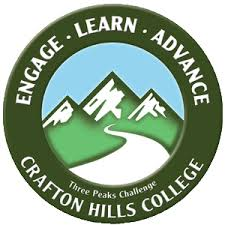 ENGAGE · LEARN · ADVANCE
Three Peaks Challenge
CRAFTON HILLS COLLEGE